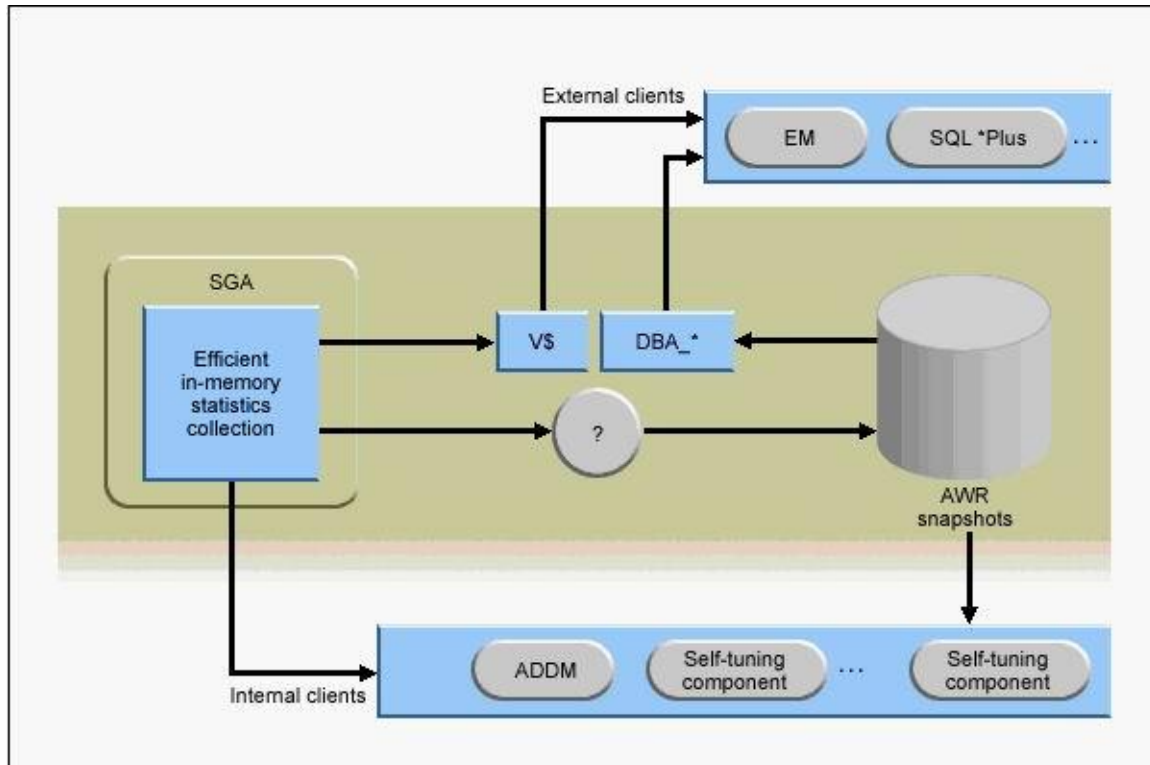 External clients
EM
SQL *Plus
...
SGA
Efficient
in-memory
statistics
collection
V$
DBA_*
?
AWR
snapshots
Internal clients
ADDM
Self-tuning
component
...
Self-tuning
component